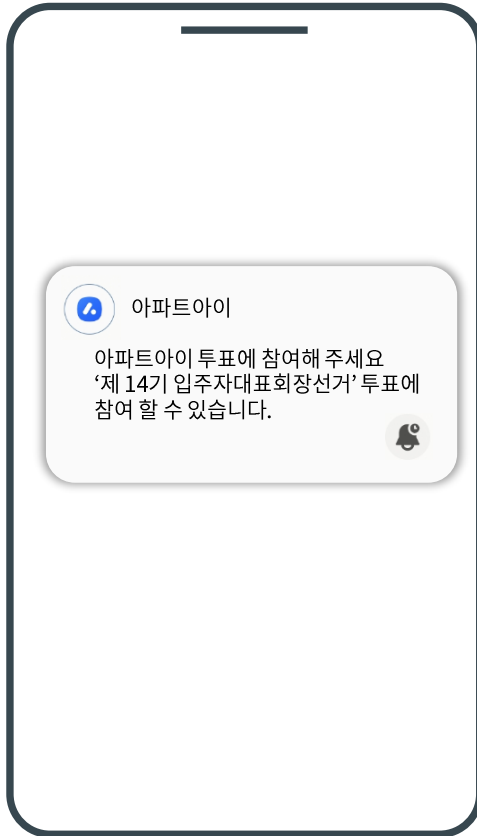 아파트아이
아파트아이 투표에 참여해 주세요
‘제 14기 입주자대표회장선거’ 투표에
참여 할 수 있습니다.